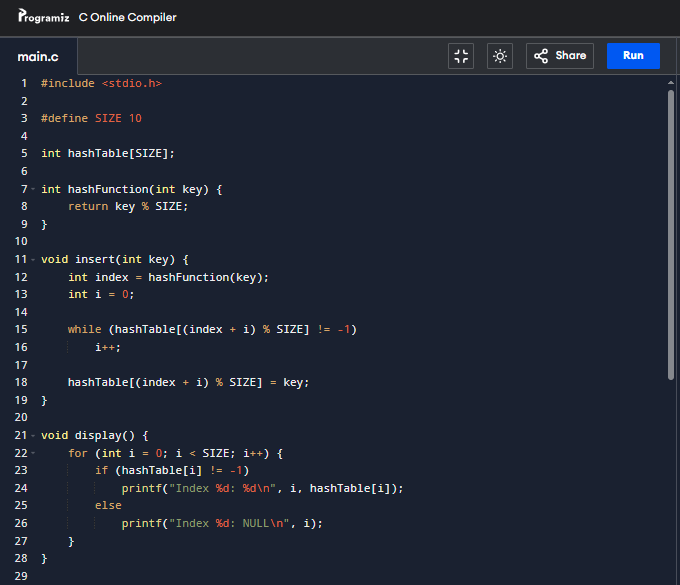 Programiz C Online Compiler
main.c
Share
Run
1 #include <stdio.h>
2
3 #define SIZE 10
4
5 int hashTable[SIZE];
6
7 int hashFunction(int key) {
8     return key % SIZE;
9 }
10
11 void insert(int key) {
12     int index = hashFunction(key);
13     int i = 0;
14
15     while (hashTable[(index + i) % SIZE] != -1)
16         i++;
17
18     hashTable[(index + i) % SIZE] = key;
19 }
20
21 void display() {
22     for (int i = 0; i < SIZE; i++) {
23         if (hashTable[i] != -1)
24             printf("Index %d: %d\n", i, hashTable[i]);
25         else
26             printf("Index %d: NULL\n", i);
27     }
28 }
29